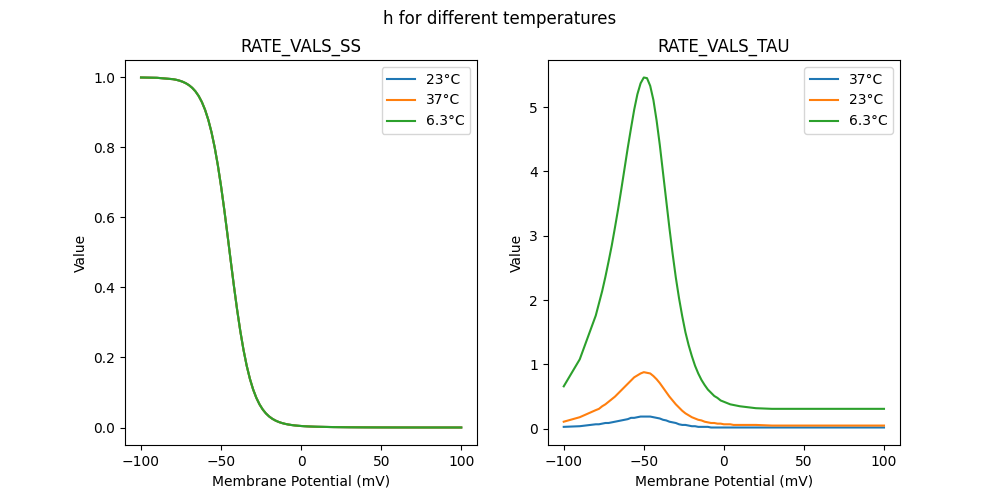 h for different temperatures
RATE_VALS_SS
1.0
0.8
0.6
0.4
0.2
0.0
Value
−100
−50
0
50
100
Membrane Potential (mV)
23°C
37°C
6.3°C
RATE_VALS_TAU
5
4
3
2
1
0
Value
−100
−50
0
50
100
Membrane Potential (mV)
37°C
23°C
6.3°C